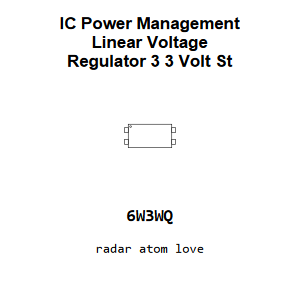 IC Power Management
Linear Voltage
Regulator 3 3 Volt St
6W3WQ
radar atom love